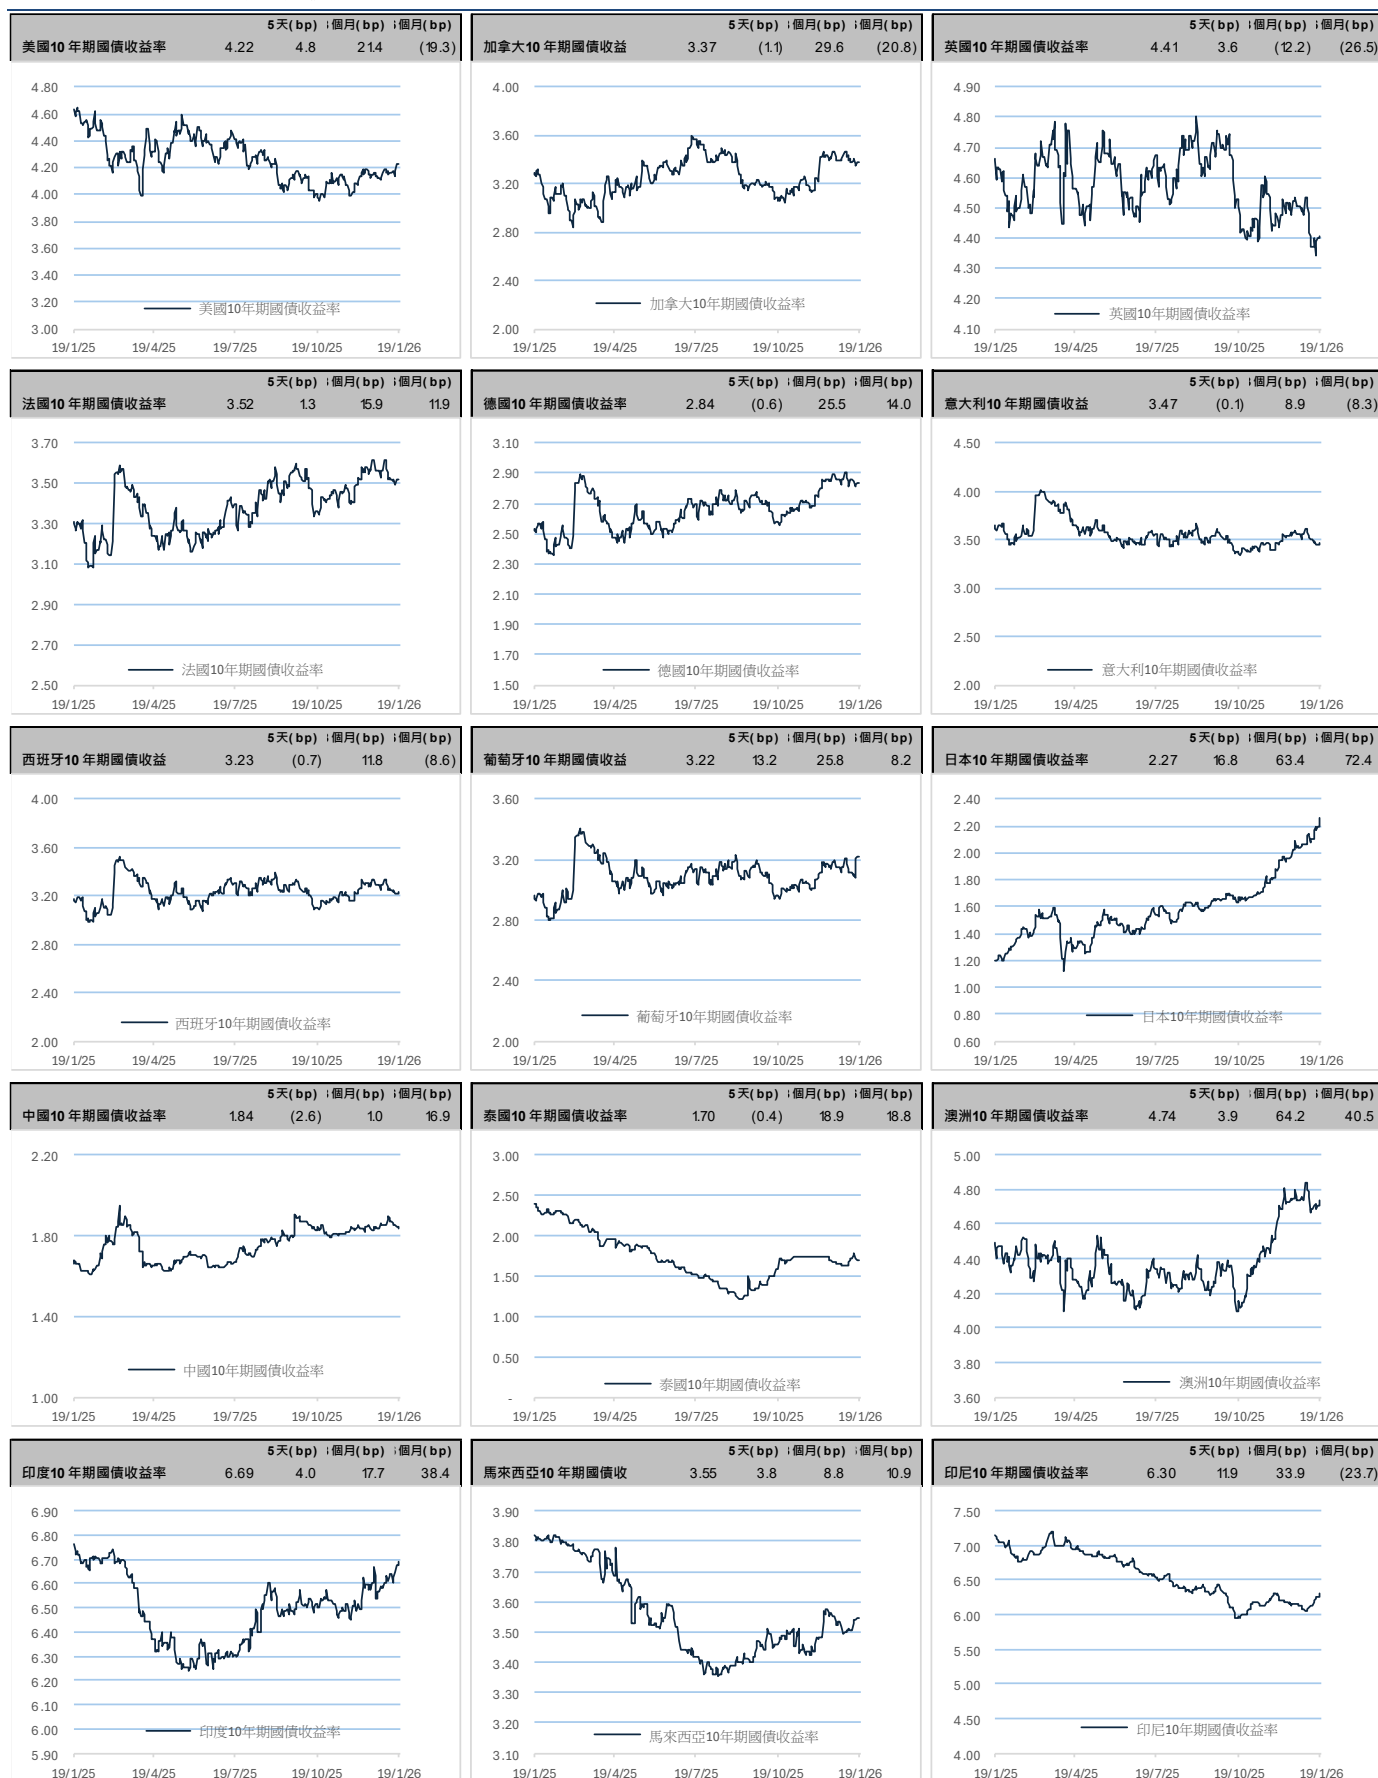 5天(bp) 個月(bp) 個月(bp)
美國10 年期國債收益率 4.22 4.8 21.4 (19.3)
4.80
4.60
4.40
4.20
4.00
3.80
3.60
3.40
3.20
3.00
美國10年期國債收益率
19/1/25 19/4/25 19/7/25 19/10/25 19/1/26
5天(bp) 個月(bp) 個月(bp)
加拿大10 年期國債收益 3.37 (1.1) 29.6 (20.8)
4.00
3.60
3.20
2.80
2.40
2.00
加拿大10年期國債收益率
19/1/25 19/4/25 19/7/25 19/10/25 19/1/26
5天(bp) 個月(bp) 個月(bp)
英國10 年期國債收益率 4.41 3.6 (12.2) (26.5)
4.90
4.80
4.70
4.60
4.50
4.40
4.30
4.20
4.10
英國10年期國債收益率
19/1/25 19/4/25 19/7/25 19/10/25 19/1/26
5天(bp) 個月(bp) 個月(bp)
法國10 年期國債收益率 3.52 1.3 15.9 11.9
3.70
3.50
3.30
3.10
2.90
2.70
2.50
法國10年期國債收益率
19/1/25 19/4/25 19/7/25 19/10/25 19/1/26
5天(bp) 個月(bp) 個月(bp)
德國10 年期國債收益率 2.84 (0.6) 25.5 14.0
3.10
2.90
2.70
2.50
2.30
2.10
1.90
1.70
1.50
德國10年期國債收益率
19/1/25 19/4/25 19/7/25 19/10/25 19/1/26
5天(bp) 個月(bp) 個月(bp)
意大利10 年期國債收益 3.47 (0.1) 8.9 (8.3)
4.50
4.00
3.50
3.00
2.50
2.00
意大利10年期國債收益率
19/1/25 19/4/25 19/7/25 19/10/25 19/1/26
5天(bp) 個月(bp) 個月(bp)
西班牙10 年期國債收益 3.23 (0.7) 11.8 (8.6)
4.00
3.60
3.20
2.80
2.40
2.00
西班牙10年期國債收益率
19/1/25 19/4/25 19/7/25 19/10/25 19/1/26
5天(bp) 個月(bp) 個月(bp)
葡萄牙10 年期國債收益 3.22 13.2 25.8 8.2
3.60
3.20
2.80
2.40
2.00
葡萄牙10年期國債收益率
19/1/25 19/4/25 19/7/25 19/10/25 19/1/26
5天(bp) 個月(bp) 個月(bp)
日本10 年期國債收益率 2.27 16.8 63.4 72.4
2.40
2.20
2.00
1.80
1.60
1.40
1.20
1.00
0.80
0.60
日本10年期國債收益率
19/1/25 19/4/25 19/7/25 19/10/25 19/1/26
5天(bp) 個月(bp) 個月(bp)
中國10 年期國債收益率 1.84 (2.6) 1.0 16.9
2.20
1.80
1.40
1.00
中國10年期國債收益率
19/1/25 19/4/25 19/7/25 19/10/25 19/1/26
5天(bp) 個月(bp) 個月(bp)
泰國10 年期國債收益率 1.70 (0.4) 18.9 18.8
3.00
2.50
2.00
1.50
1.00
0.50
-
泰國10年期國債收益率
19/1/25 19/4/25 19/7/25 19/10/25 19/1/26
5天(bp) 個月(bp) 個月(bp)
澳洲10 年期國債收益率 4.74 3.9 64.2 40.5
5.00
4.80
4.60
4.40
4.20
4.00
3.80
3.60
澳洲10年期國債收益率
19/1/25 19/4/25 19/7/25 19/10/25 19/1/26
5天(bp) 個月(bp) 個月(bp)
印度10 年期國債收益率 6.69 4.0 17.7 38.4
6.90
6.80
6.70
6.60
6.50
6.40
6.30
6.20
6.10
6.00
5.90
印度10年期國債收益率
19/1/25 19/4/25 19/7/25 19/10/25 19/1/26
5天(bp) 個月(bp) 個月(bp)
馬來西亞10 年期國債收 3.55 3.8 8.8 10.9
3.90
3.80
3.70
3.60
3.50
3.40
3.30
3.20
3.10
馬來西亞10年期國債收益率
19/1/25 19/4/25 19/7/25 19/10/25 19/1/26
5天(bp) 個月(bp) 個月(bp)
印尼10 年期國債收益率 6.30 11.9 33.9 (23.7)
7.50
7.00
6.50
6.00
5.50
5.00
4.50
4.00
印尼10年期國債收益率
19/1/25 19/4/25 19/7/25 19/10/25 19/1/26